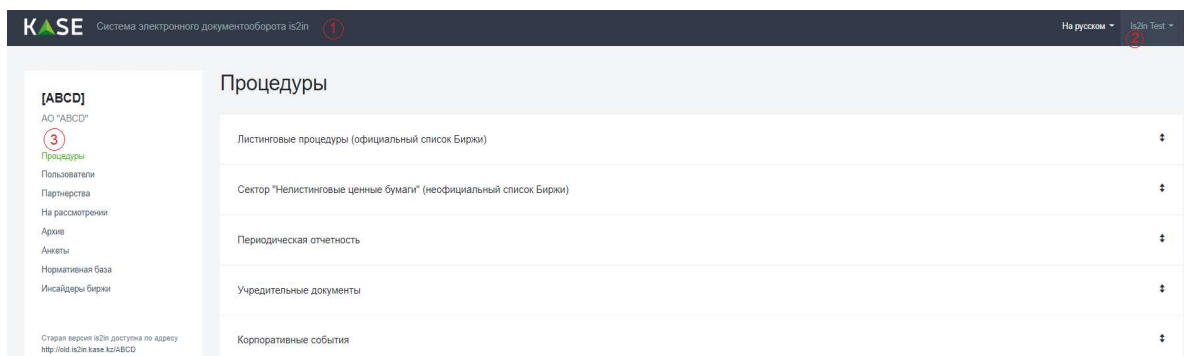 KASE Система электронного документооборота is2in 1 На русском Is2in Test
2
[ABCD]
АО "ABCD"
3
Процедуры
Пользователи
Партнерства
На рассмотрении
Архив
Анкеты
Нормативная база
Инсайдеры биржи
Старая версия is2in доступна по адресу
http://old.is2in.kase.kz/ABCD
Процедуры
Листинговые процедуры (официальный список Биржи)
Сектор "Нелистинговые ценные бумаги" (неофициальный список Биржи)
Периодическая отчетность
Учредительные документы
Корпоративные события